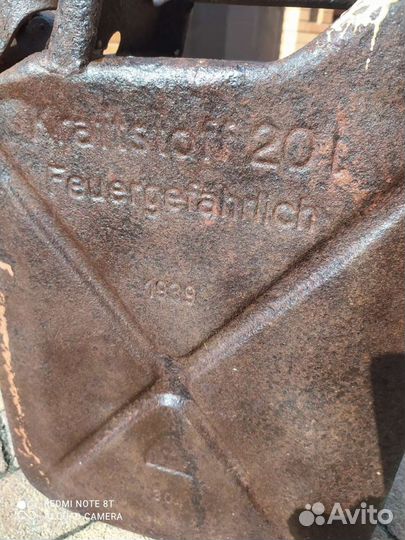 Kraftstoff 20 l
Feuergefährlich
1939
REDMI NOTE 8T
AI QUAD CAMERA
Avito